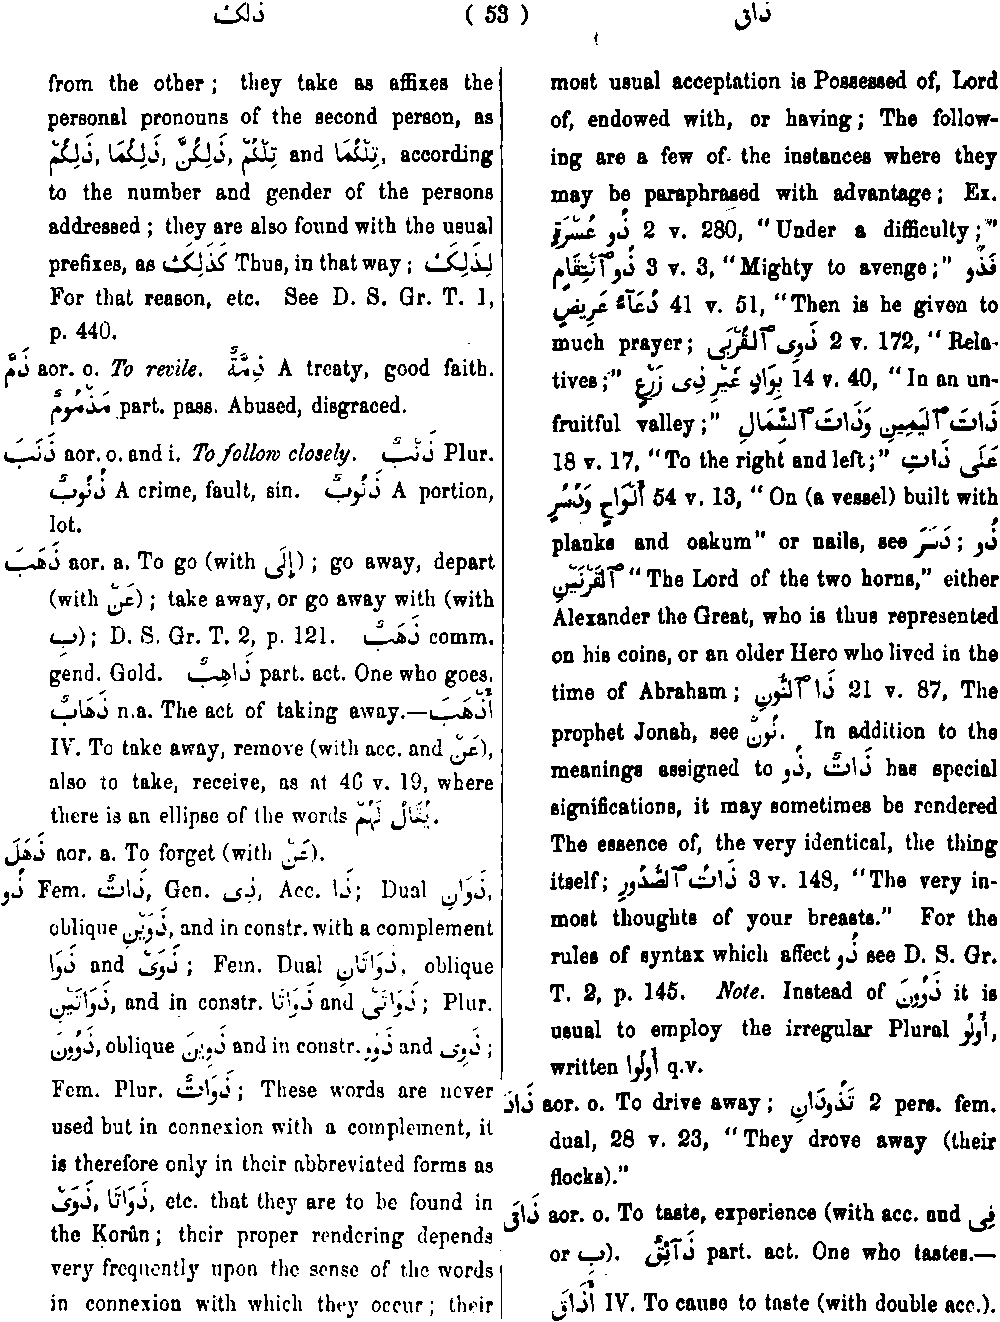 ذٰلك ( 53 ) ذاق
from the other ; they take as affixes the
personal pronouns of the second person, as
ذٰلِكُمْ, ذٰلِكُمَا, ذٰلِكُنَّ, تِلْكُمْ and تِلْكُمَا, according
to the number and gender of the persons
addressed ; they are also found with the usual
prefixes, as كَذٰلِكَ Thus, in that way ; لِذٰلِكَ
For that reason, etc. See D. S. Gr. T. 1,
p. 440.
ذَمَّ aor. o. To revile. ذِمَّةٌ A treaty, good faith.
مَذْمُومٌ part. pass. Abused, disgraced.
ذَنَبَ aor. o. and i. To follow closely. ذَنْبٌ Plur.
ذُنُوبٌ A crime, fault, sin. ذَنُوبٌ A portion,
lot.
ذَهَبَ aor. a. To go (with إِلَى) ; go away, depart
(with عَنْ) ; take away, or go away with (with
ب) ; D. S. Gr. T. 2, p. 121. ذَهَبٌ comm.
gend. Gold. ذَاهِبٌ part. act. One who goes.
ذَهَابٌ n.a. The act of taking away.—أَذْهَبَ
IV. To take away, remove (with acc. and عَنْ),
also to take, receive, as at 46 v. 19, where
there is an ellipse of the words يُقَالُ لَهُمْ.
ذَهَلَ aor. a. To forget (with عَنْ).
ذُو Fem. ذَاتٌ, Gen. ذِى, Acc. ذَا; Dual ذَوَانِ,
oblique ذَوَيْنِ, and in constr. with a complement
ذَوَا and ذَوَىْ ; Fem. Dual ذَوَاتَانِ, oblique
ذَوَاتَيْنِ, and in constr. ذَوَاتَا and ذَوَاتَىْ ; Plur.
ذَوُونَ, oblique ذَوِينَ and in constr. ذَوُو and ذَوِى ;
Fem. Plur. ذَوَاتٌ ; These words are never
used but in connexion with a complement, it
is therefore only in their abbreviated forms as
ذَوَىْ, ذَوَاتَا, etc. that they are to be found in
the Korân ; their proper rendering depends
very frequently upon the sense of the words
in connexion with which they occur ; their
most usual acceptation is Possessed of, Lord
of, endowed with, or having ; The follow-
ing are a few of the instances where they
may be paraphrased with advantage ; Ex.
ذُو عُسْرَةٍ 2 v. 280, "Under a difficulty ;"
ذُو ٱنْتِقَامٍ 3 v. 3, "Mighty to avenge ;" فَذُو
دُعَآءٍ عَرِيضٍ 41 v. 51, "Then is he given to
much prayer ; ذَوِى ٱلْقُرْبَى 2 v. 172, "Rela-
tives ;" بِوَادٍ غَيْرِ ذِى زَرْعٍ 14 v. 40, "In an un-
fruitful valley ;" ذَاتَ ٱلْيَمِينِ وَذَاتَ ٱلشِّمَالِ
18 v. 17, "To the right and left ;" عَلَى ذَاتِ
أَلْوَاحٍ وَدُسُرٍ 54 v. 13, "On (a vessel) built with
planks and oakum" or nails, see دَسَرَ ; ذُو
ٱلْقَرْنَيْنِ "The Lord of the two horns," either
Alexander the Great, who is thus represented
on his coins, or an older Hero who lived in the
time of Abraham ; ذَا ٱلنُّونِ 21 v. 87, The
prophet Jonah, see نُونٌ. In addition to the
meanings assigned to ذُو, ذَاتٌ has special
significations, it may sometimes be rendered
The essence of, the very identical, the thing
itself ; ذَاتُ ٱلصُّدُورِ 3 v. 148, "The very in-
most thoughts of your breasts." For the
rules of syntax which affect ذُو see D. S. Gr.
T. 2, p. 145. Note. Instead of ذَوُونَ it is
usual to employ the irregular Plural أُولُو,
written أُولُوا q.v.
ذَادَ aor. o. To drive away ; تَذُودَانِ 2 pers. fem.
dual, 28 v. 23, "They drove away (their
flocks)."
ذَاقَ aor. o. To taste, experience (with acc. and فِى
or ب). ذَآئِقٌ part. act. One who tastes.—
أَذَاقَ IV. To cause to taste (with double acc.).